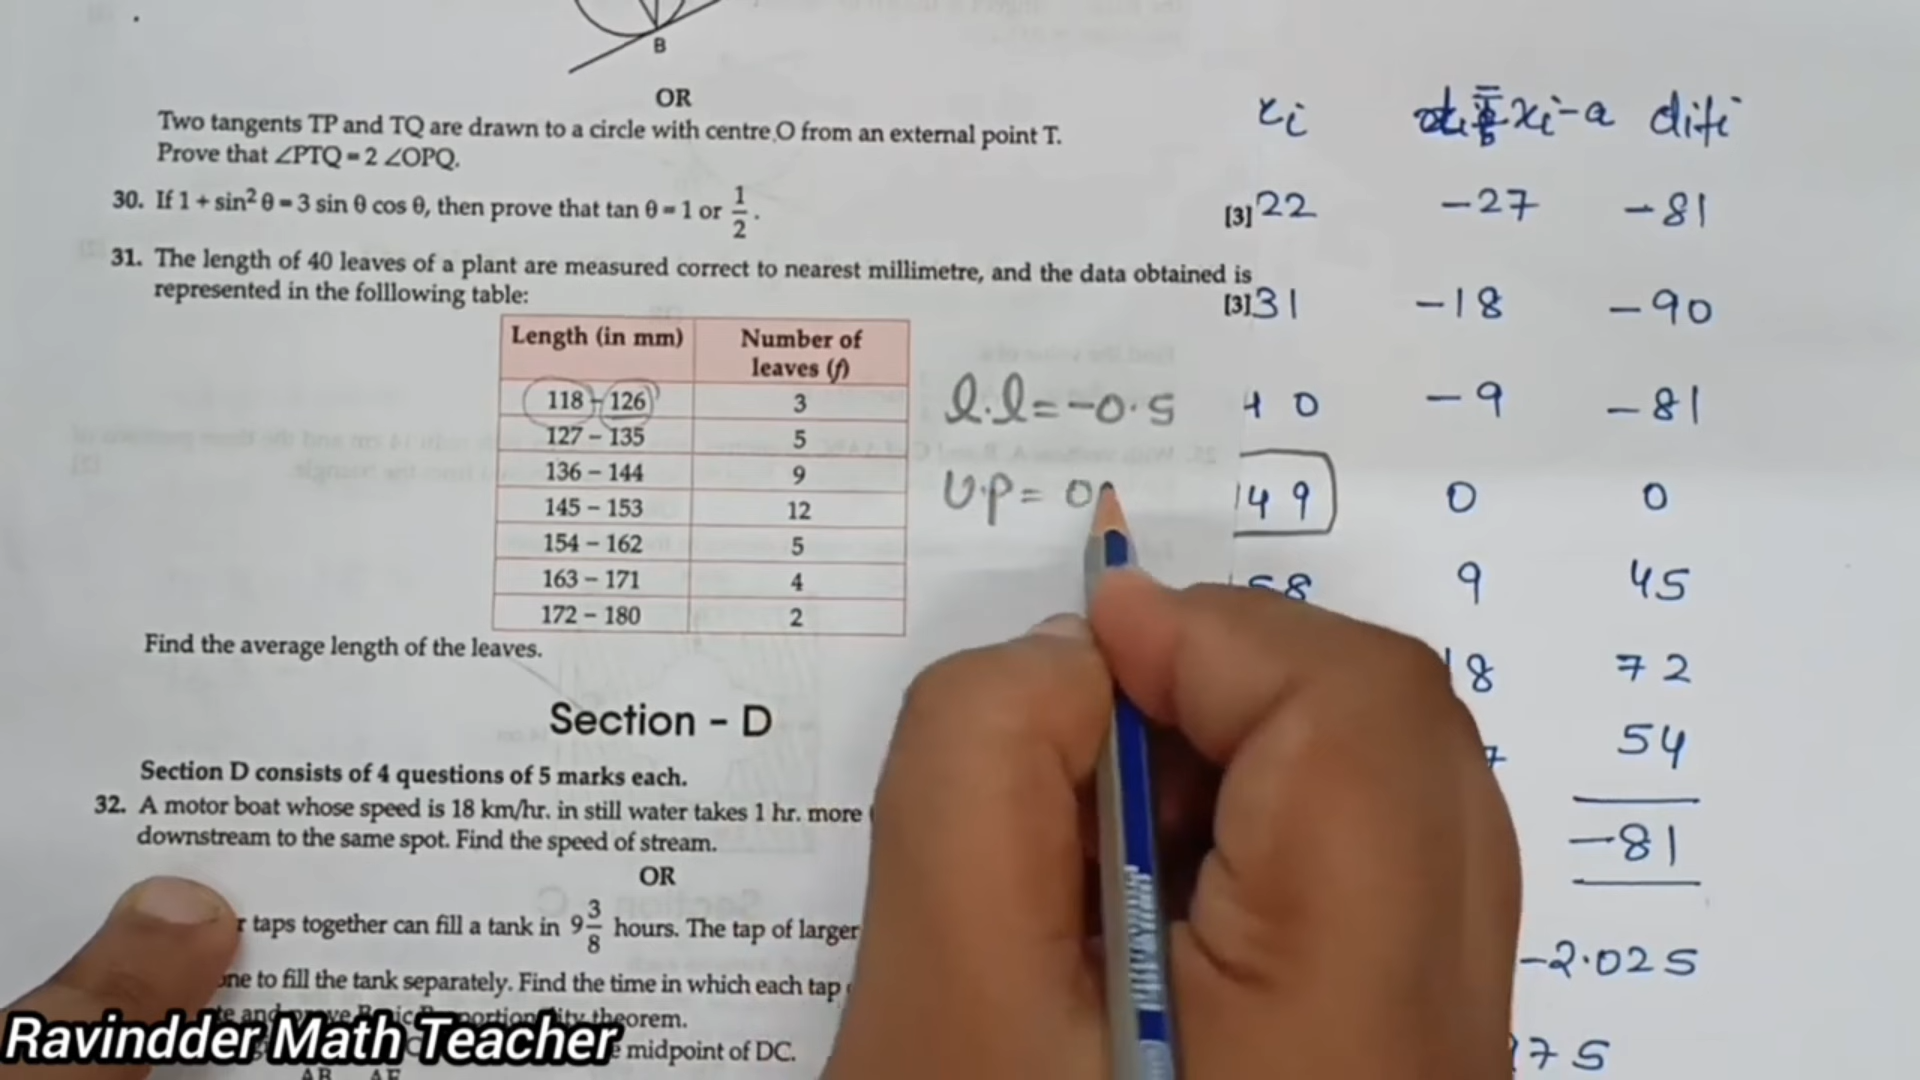 B
OR
Two tangents TP and TQ are drawn to a circle with centre O from an external point T.
Prove that ∠PTQ = 2 ∠OPQ.
30. If 1 + sin² θ = 3 sin θ cos θ, then prove that tan θ = 1 or 1/2. [3]
31. The length of 40 leaves of a plant are measured correct to nearest millimetre, and the data obtained is
represented in the folllowing table: [3]
Length (in mm) Number of leaves (f)
118 – 126 3
127 – 135 5
136 – 144 9
145 – 153 12
154 – 162 5
163 – 171 4
172 – 180 2
Find the average length of the leaves.
l.l = -0.5
U.P = 0
xi xi-a difi
22 -27 -81
31 -18 -90
40 -9 -81
149 0 0
58 9 45
18 72
7 54
-81
-2.025
75
Section – D
Section D consists of 4 questions of 5 marks each.
32. A motor boat whose speed is 18 km/hr. in still water takes 1 hr. more
downstream to the same spot. Find the speed of stream.
OR
r taps together can fill a tank in 9 3/8 hours. The tap of larger
one to fill the tank separately. Find the time in which each tap
theorem.
midpoint of DC.
AB AE
Ravindder Math Teacher